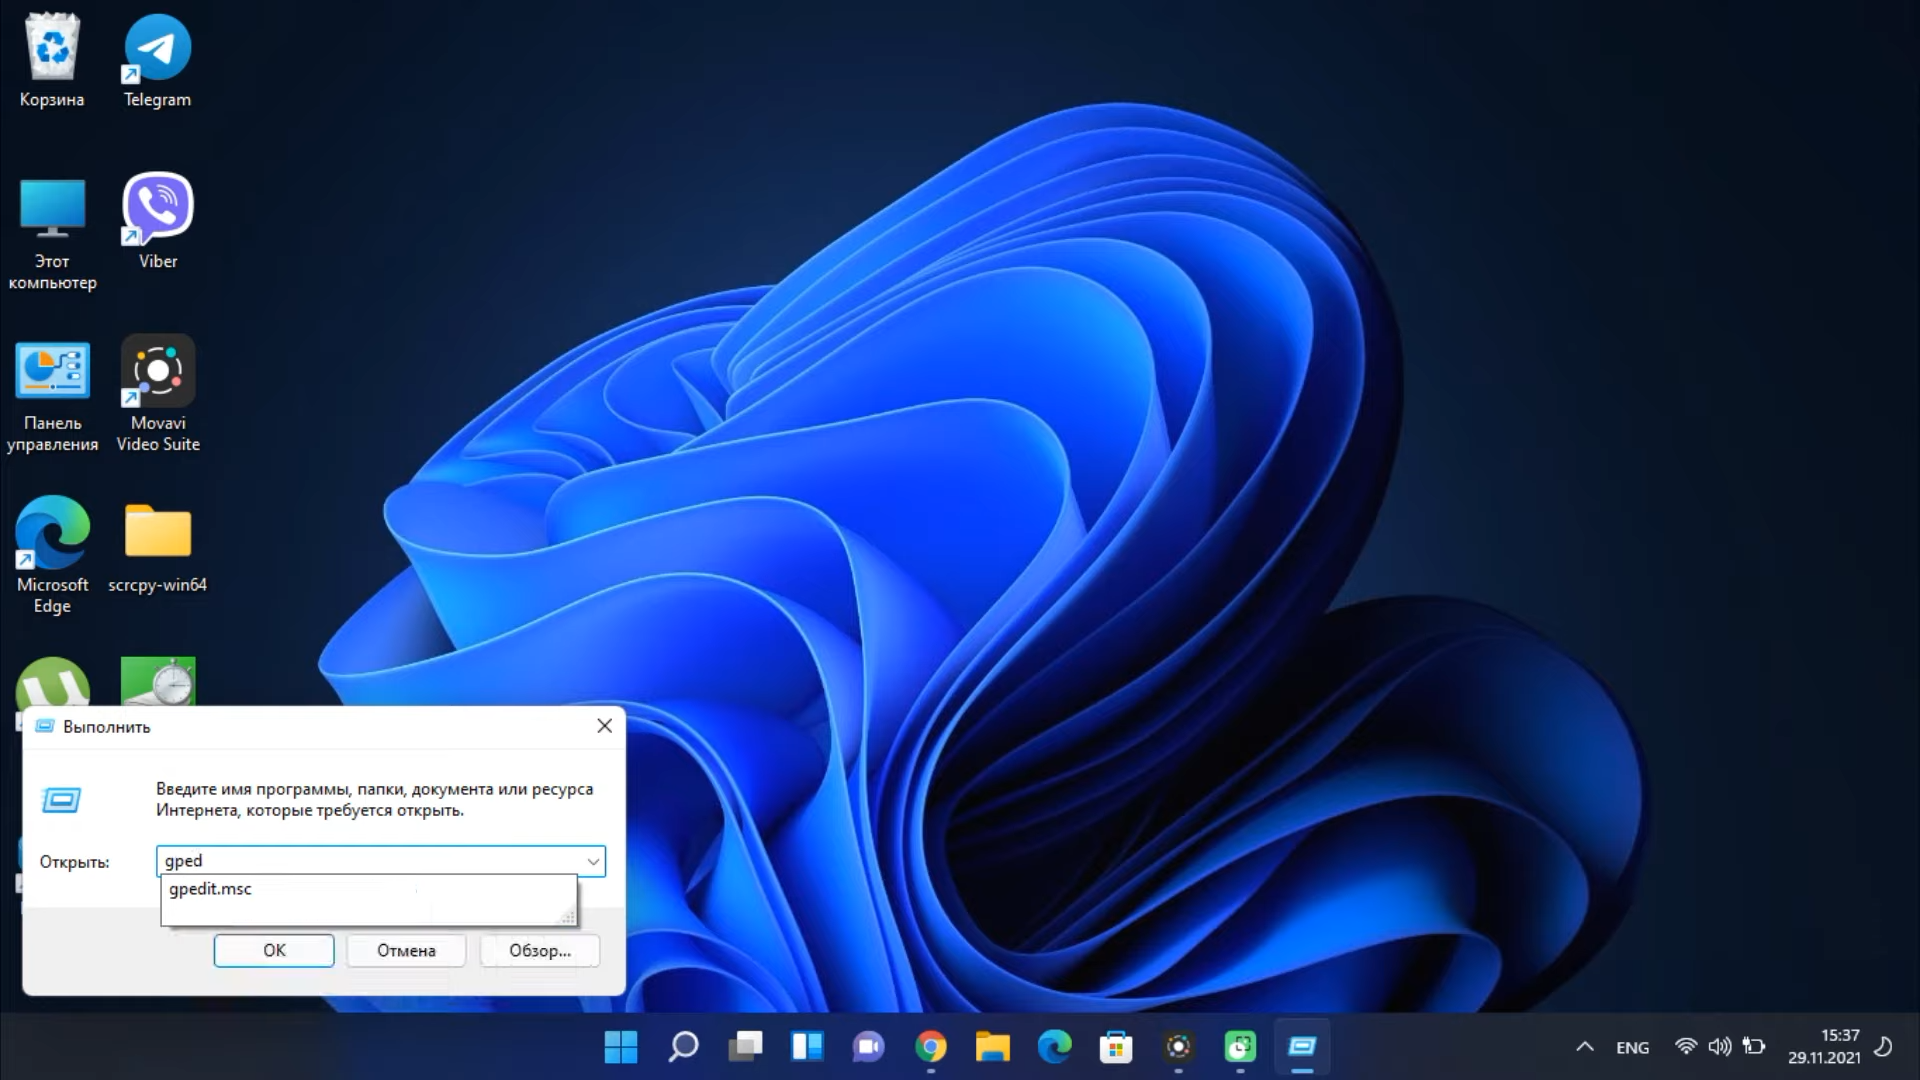 Корзина
Telegram
Этот
компьютер
Viber
Панель
управления
Movavi
Video Suite
Microsoft
Edge
scrcpy-win64
Выполнить
Введите имя программы, папки, документа или ресурса
Интернета, которые требуется открыть.
Открыть:
gped
gpedit.msc
ОК
Отмена
Обзор...
ENG
15:37
29.11.2021